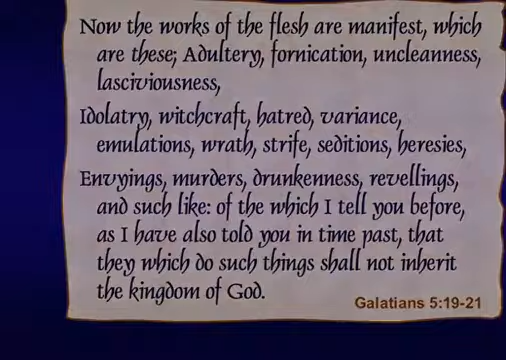 Now the works of the flesh are manifest, which
are these; Adultery, fornication, uncleanness,
lasciviousness,
Idolatry, witchcraft, hatred, variance,
emulations, wrath, strife, seditions, heresies,
Envyings, murders, drunkenness, revellings,
and such like: of the which I tell you before,
as I have also told you in time past, that
they which do such things shall not inherit
the kingdom of God.
Galatians 5:19-21